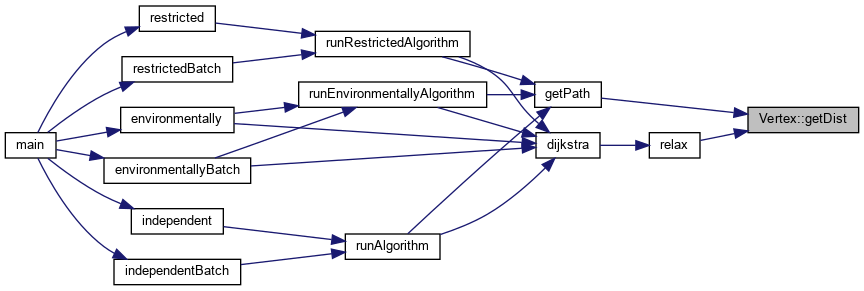 restricted
runRestrictedAlgorithm
restrictedBatch
runEnvironmentallyAlgorithm
getPath
environmentally
Vertex::getDist
main
dijkstra
relax
environmentallyBatch
independent
runAlgorithm
independentBatch